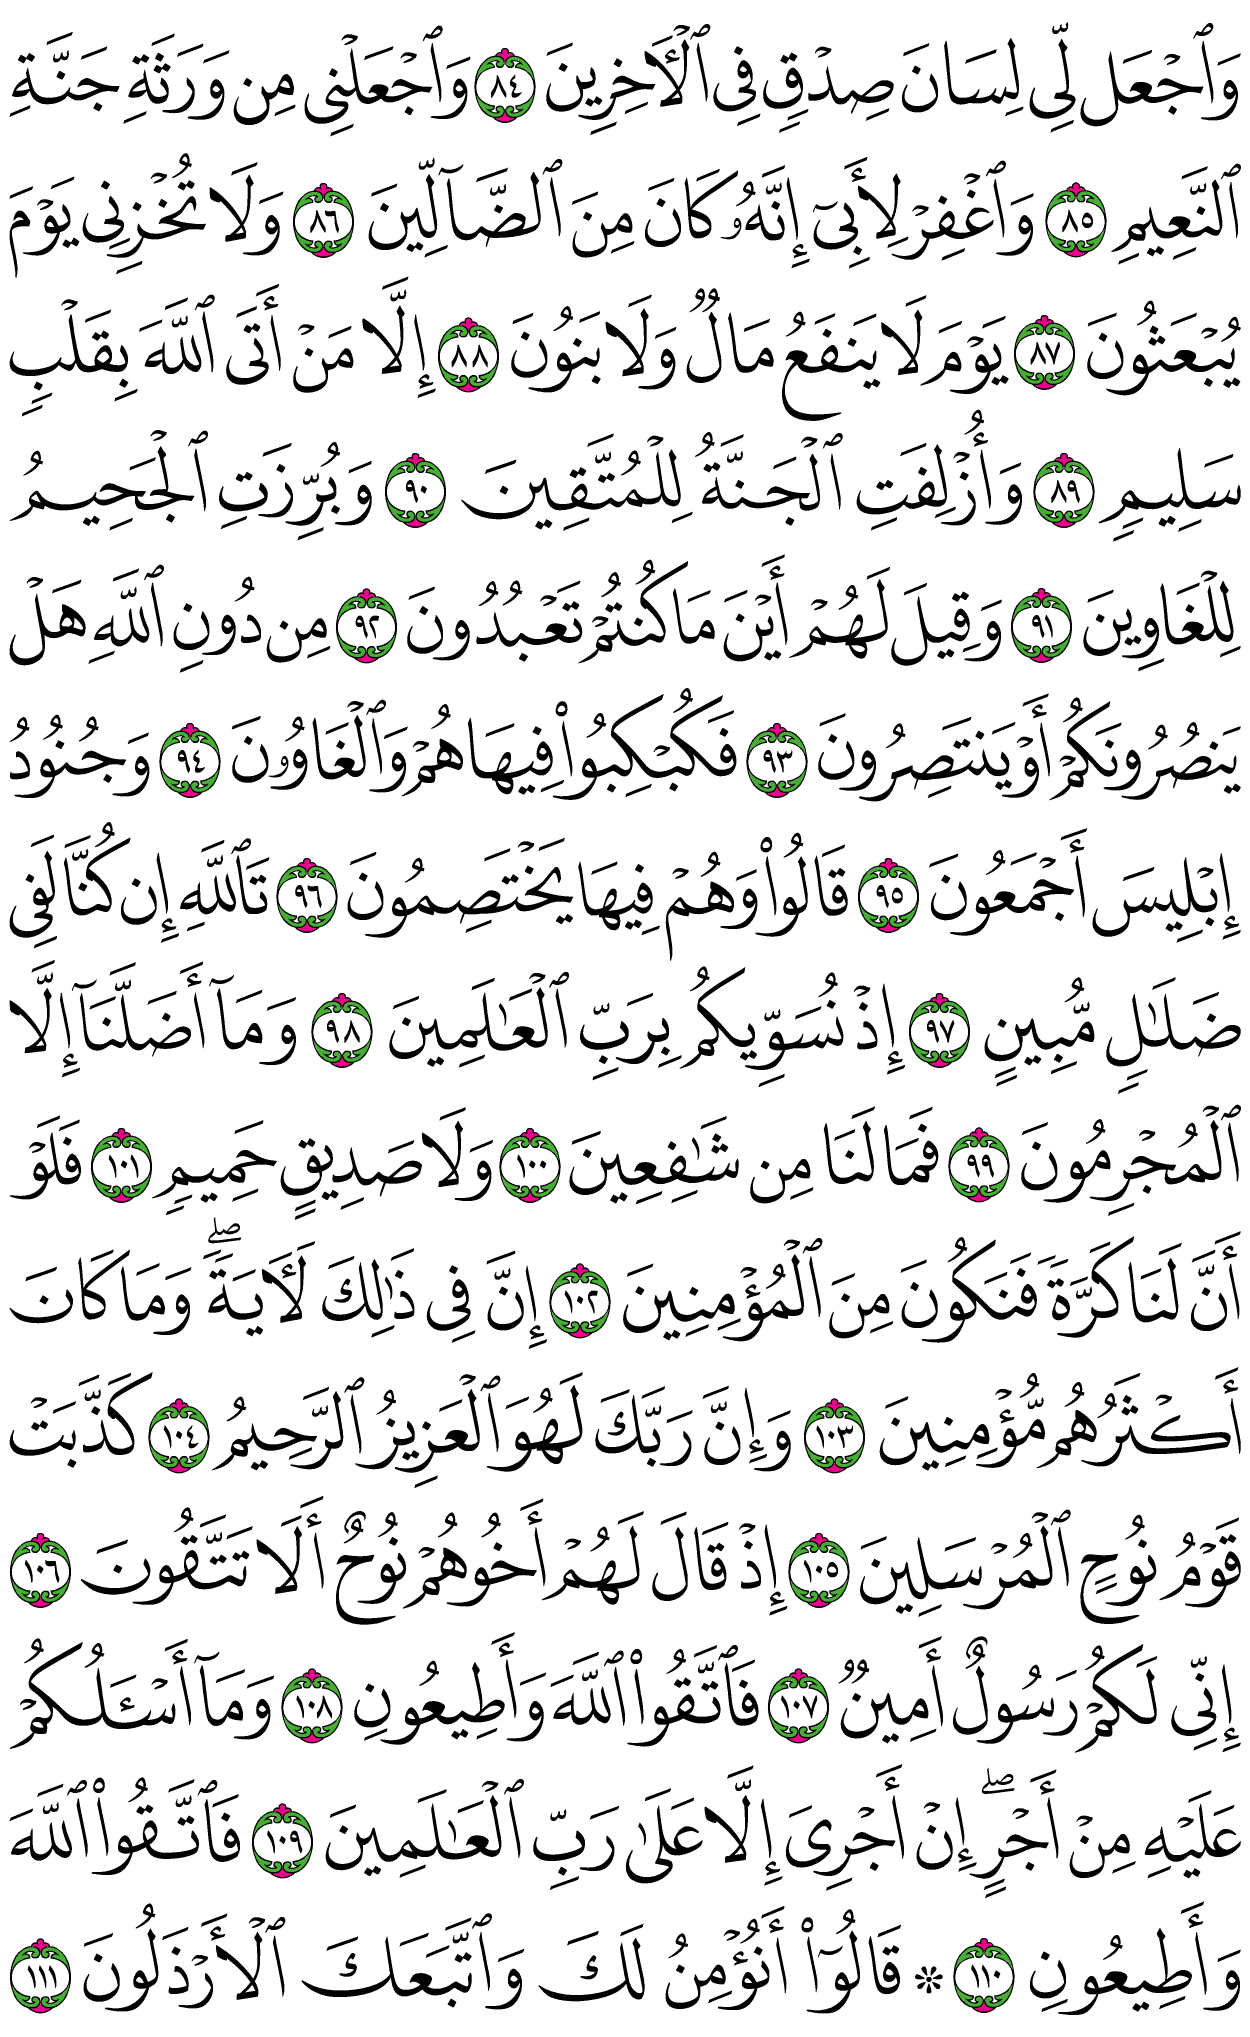 وَٱجْعَل لِّى لِسَانَ صِدْقٍ فِى ٱلْـَٔاخِرِينَ ٨٤ وَٱجْعَلْنِى مِن وَرَثَةِ جَنَّةِ
ٱلنَّعِيمِ ٨٥ وَٱغْفِرْ لِأَبِىٓ إِنَّهُۥ كَانَ مِنَ ٱلضَّآلِّينَ ٨٦ وَلَا تُخْزِنِى يَوْمَ
يُبْعَثُونَ ٨٧ يَوْمَ لَا يَنفَعُ مَالٌ وَلَا بَنُونَ ٨٨ إِلَّا مَنْ أَتَى ٱللَّهَ بِقَلْبٍ
سَلِيمٍ ٨٩ وَأُزْلِفَتِ ٱلْجَنَّةُ لِلْمُتَّقِينَ ٩٠ وَبُرِّزَتِ ٱلْجَحِيمُ
لِلْغَاوِينَ ٩١ وَقِيلَ لَهُمْ أَيْنَ مَا كُنتُمْ تَعْبُدُونَ ٩٢ مِن دُونِ ٱللَّهِ هَلْ
يَنصُرُونَكُمْ أَوْ يَنتَصِرُونَ ٩٣ فَكُبْكِبُوا۟ فِيهَا هُمْ وَٱلْغَاوُۥنَ ٩٤ وَجُنُودُ
إِبْلِيسَ أَجْمَعُونَ ٩٥ قَالُوا۟ وَهُمْ فِيهَا يَخْتَصِمُونَ ٩٦ تَٱللَّهِ إِن كُنَّا لَفِى
ضَلَٰلٍ مُّبِينٍ ٩٧ إِذْ نُسَوِّيكُم بِرَبِّ ٱلْعَٰلَمِينَ ٩٨ وَمَآ أَضَلَّنَآ إِلَّا
ٱلْمُجْرِمُونَ ٩٩ فَمَا لَنَا مِن شَٰفِعِينَ ١٠٠ وَلَا صَدِيقٍ حَمِيمٍ ١٠١ فَلَوْ
أَنَّ لَنَا كَرَّةً فَنَكُونَ مِنَ ٱلْمُؤْمِنِينَ ١٠٢ إِنَّ فِى ذَٰلِكَ لَـَٔايَةً ۖ وَمَا كَانَ
أَكْثَرُهُم مُّؤْمِنِينَ ١٠٣ وَإِنَّ رَبَّكَ لَهُوَ ٱلْعَزِيزُ ٱلرَّحِيمُ ١٠٤ كَذَّبَتْ
قَوْمُ نُوحٍ ٱلْمُرْسَلِينَ ١٠٥ إِذْ قَالَ لَهُمْ أَخُوهُمْ نُوحٌ أَلَا تَتَّقُونَ ١٠٦
إِنِّى لَكُمْ رَسُولٌ أَمِينٌ ١٠٧ فَٱتَّقُوا۟ ٱللَّهَ وَأَطِيعُونِ ١٠٨ وَمَآ أَسْـَٔلُكُمْ
عَلَيْهِ مِنْ أَجْرٍ ۖ إِنْ أَجْرِىَ إِلَّا عَلَىٰ رَبِّ ٱلْعَٰلَمِينَ ١٠٩ فَٱتَّقُوا۟ ٱللَّهَ
وَأَطِيعُونِ ١١٠ * قَالُوٓا۟ أَنُؤْمِنُ لَكَ وَٱتَّبَعَكَ ٱلْأَرْذَلُونَ ١١١